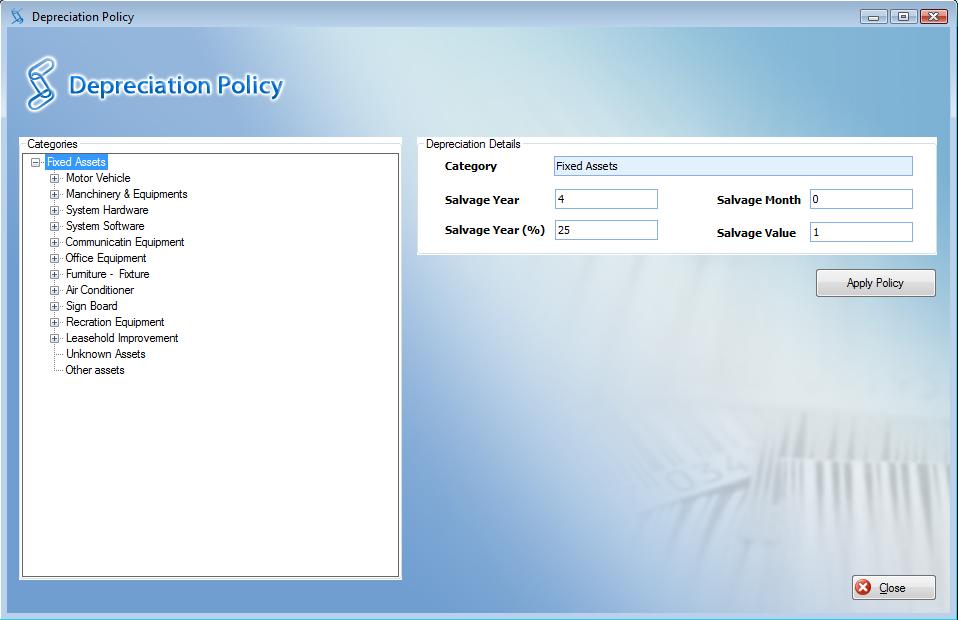 Depreciation Policy
Depreciation Policy
Categories
Fixed Assets
Motor Vehicle
Manchinery & Equipments
System Hardware
System Software
Communicatin Equipment
Office Equipment
Furniture - Fixture
Air Conditioner
Sign Board
Recration Equipment
Leasehold Improvement
Unknown Assets
Other assets
Depreciation Details
Category Fixed Assets
Salvage Year 4 Salvage Month 0
Salvage Year (%) 25 Salvage Value 1
Apply Policy
034
Close